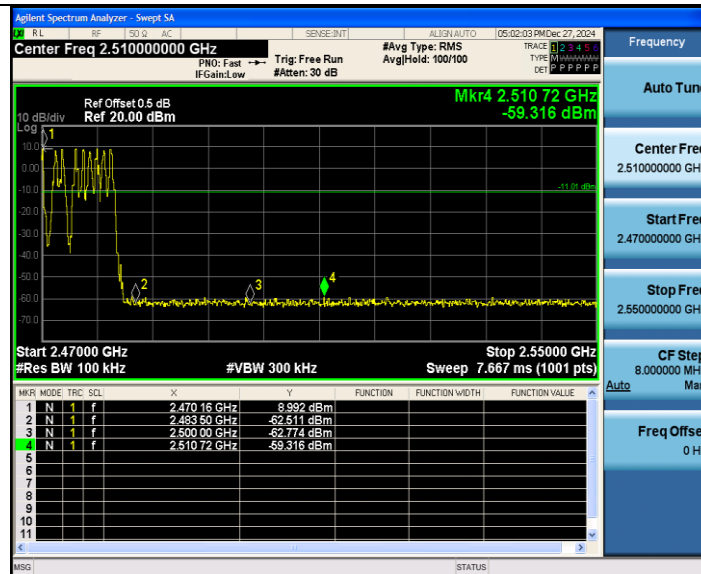 Agilent Spectrum Analyzer - Swept SA
RL RF 50 Ω AC SENSE:INT ALIGN AUTO 05:02:03 PM Dec 27, 2024
Center Freq 2.510000000 GHz
PNO: Fast
IFGain:Low
Trig: Free Run
#Atten: 30 dB
#Avg Type: RMS
Avg|Hold: 100/100
TRACE 1 2 3 4 5 6
TYPE M
DET P P P P P P
Mkr4 2.510 72 GHz
-59.316 dBm
Ref Offset 0.5 dB
10 dB/div Ref 20.00 dBm
Log
10.0
0.00
-10.0
-20.0
-30.0
-40.0
-50.0
-60.0
-70.0
1
2
3
4
-11.01 dBm
Start 2.47000 GHz Stop 2.55000 GHz
#Res BW 100 kHz #VBW 300 kHz Sweep 7.667 ms (1001 pts)
MKR MODE TRC SCL X Y FUNCTION FUNCTION WIDTH FUNCTION VALUE
1 N 1 f 2.470 16 GHz 8.992 dBm
2 N 1 f 2.483 50 GHz -62.511 dBm
3 N 1 f 2.500 00 GHz -62.774 dBm
4 N 1 f 2.510 72 GHz -59.316 dBm
5
6
7
8
9
10
11
MSG STATUS
Frequency
Auto Tun
Center Fre
2.510000000 GH
Start Fre
2.470000000 GH
Stop Fre
2.550000000 GH
CF Step
8.000000 MH
Auto Ma
Freq Offse
0 H